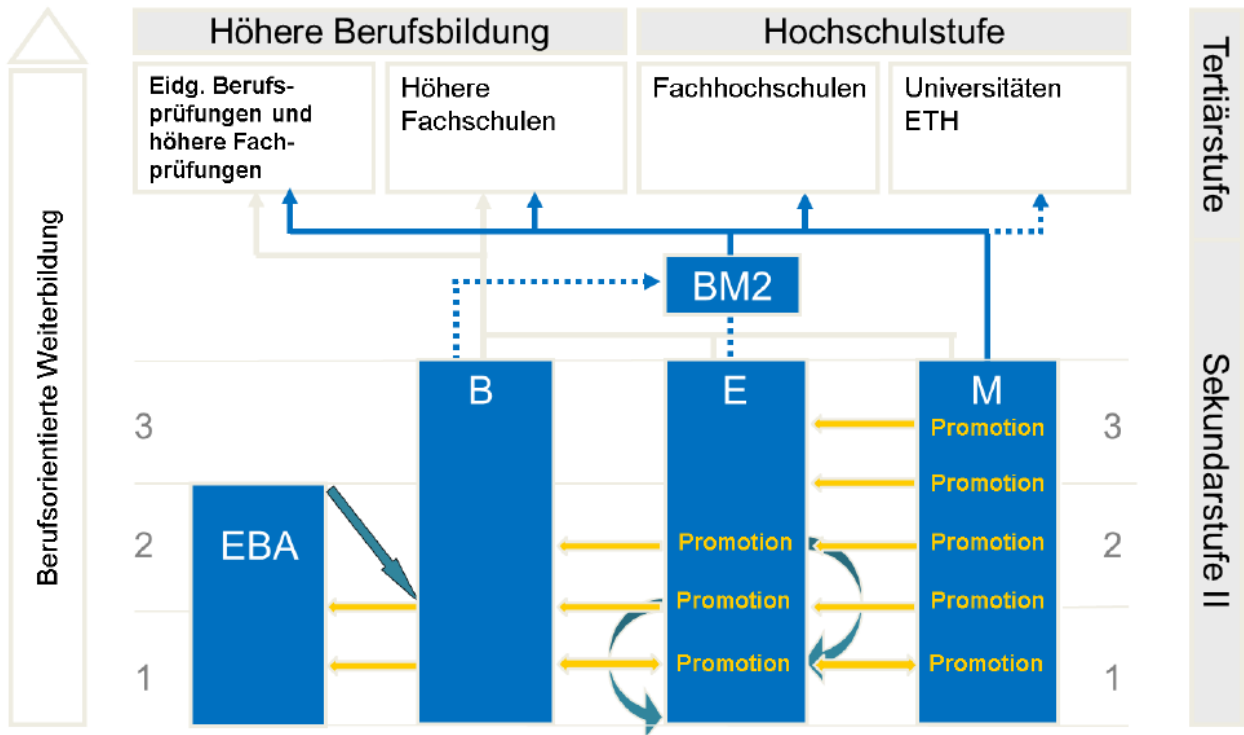 Höhere Berufsbildung
Hochschulstufe
Eidg. Berufs-
prüfungen und
höhere Fach-
prüfungen
Höhere
Fachschulen
Fachhochschulen
Universitäten
ETH
Tertiärstufe
Berufsorientierte Weiterbildung
BM2
Sekundarstufe II
B
E
M
3
Promotion
3
Promotion
EBA
2
Promotion
Promotion
2
Promotion
Promotion
1
Promotion
Promotion
1